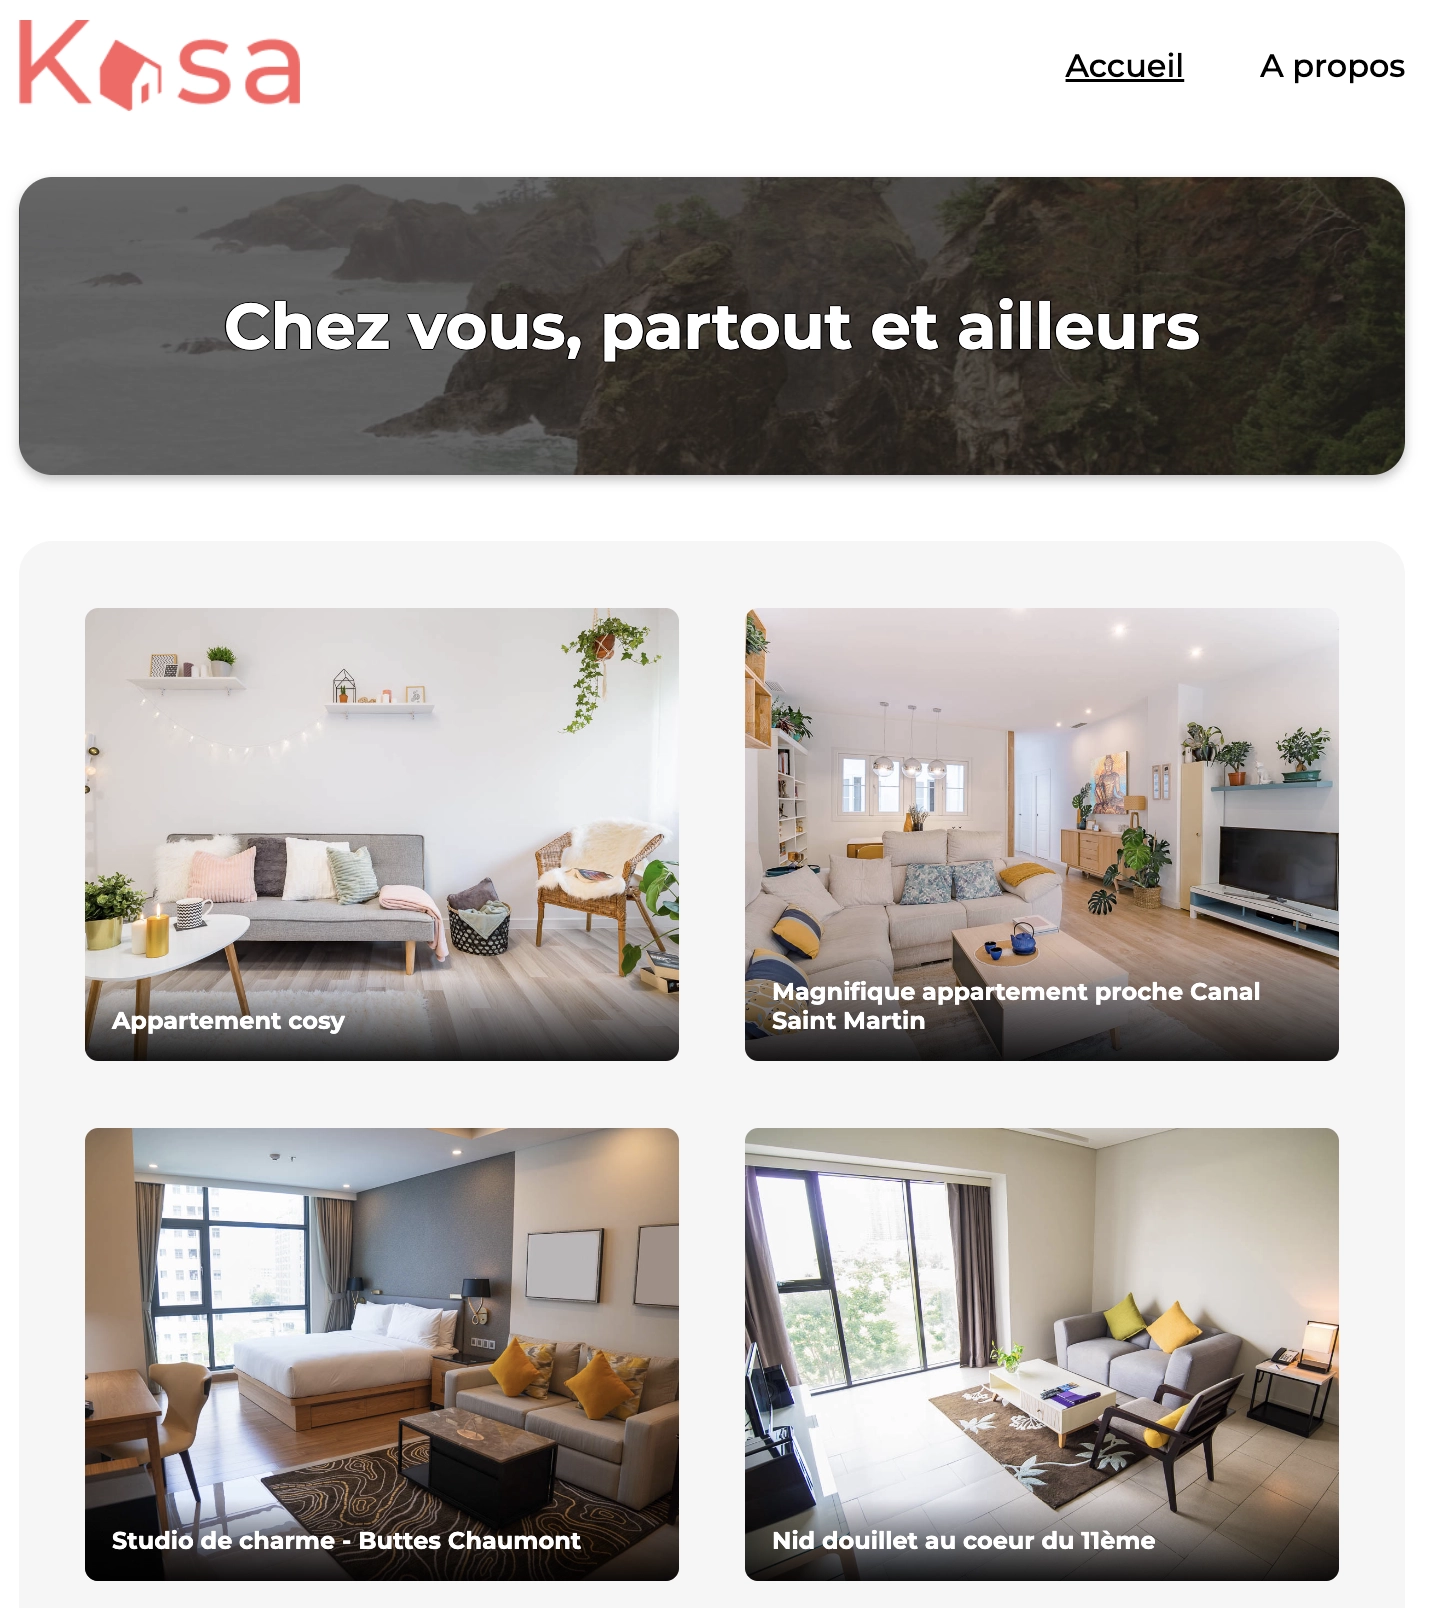 Kasa
Accueil
A propos
Chez vous, partout et ailleurs
Appartement cosy
Magnifique appartement proche Canal
Saint Martin
Studio de charme - Buttes Chaumont
Nid douillet au coeur du 11ème